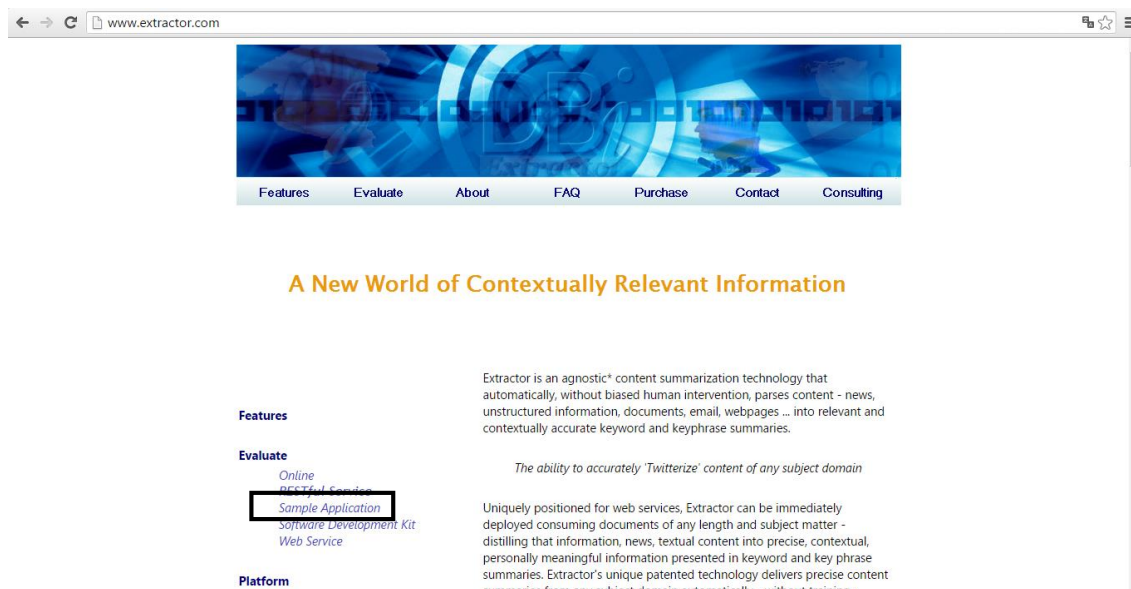 www.extractor.com
DBi
Extractor
Features Evaluate About FAQ Purchase Contact Consulting
A New World of Contextually Relevant Information
Extractor is an agnostic* content summarization technology that
automatically, without biased human intervention, parses content - news,
unstructured information, documents, email, webpages ... into relevant and
contextually accurate keyword and keyphrase summaries.
The ability to accurately 'Twitterize' content of any subject domain
Uniquely positioned for web services, Extractor can be immediately
deployed consuming documents of any length and subject matter -
distilling that information, news, textual content into precise, contextual,
personally meaningful information presented in keyword and key phrase
summaries. Extractor's unique patented technology delivers precise content
Features
Evaluate
Online
RESTful Service
Sample Application
Software Development Kit
Web Service
Platform